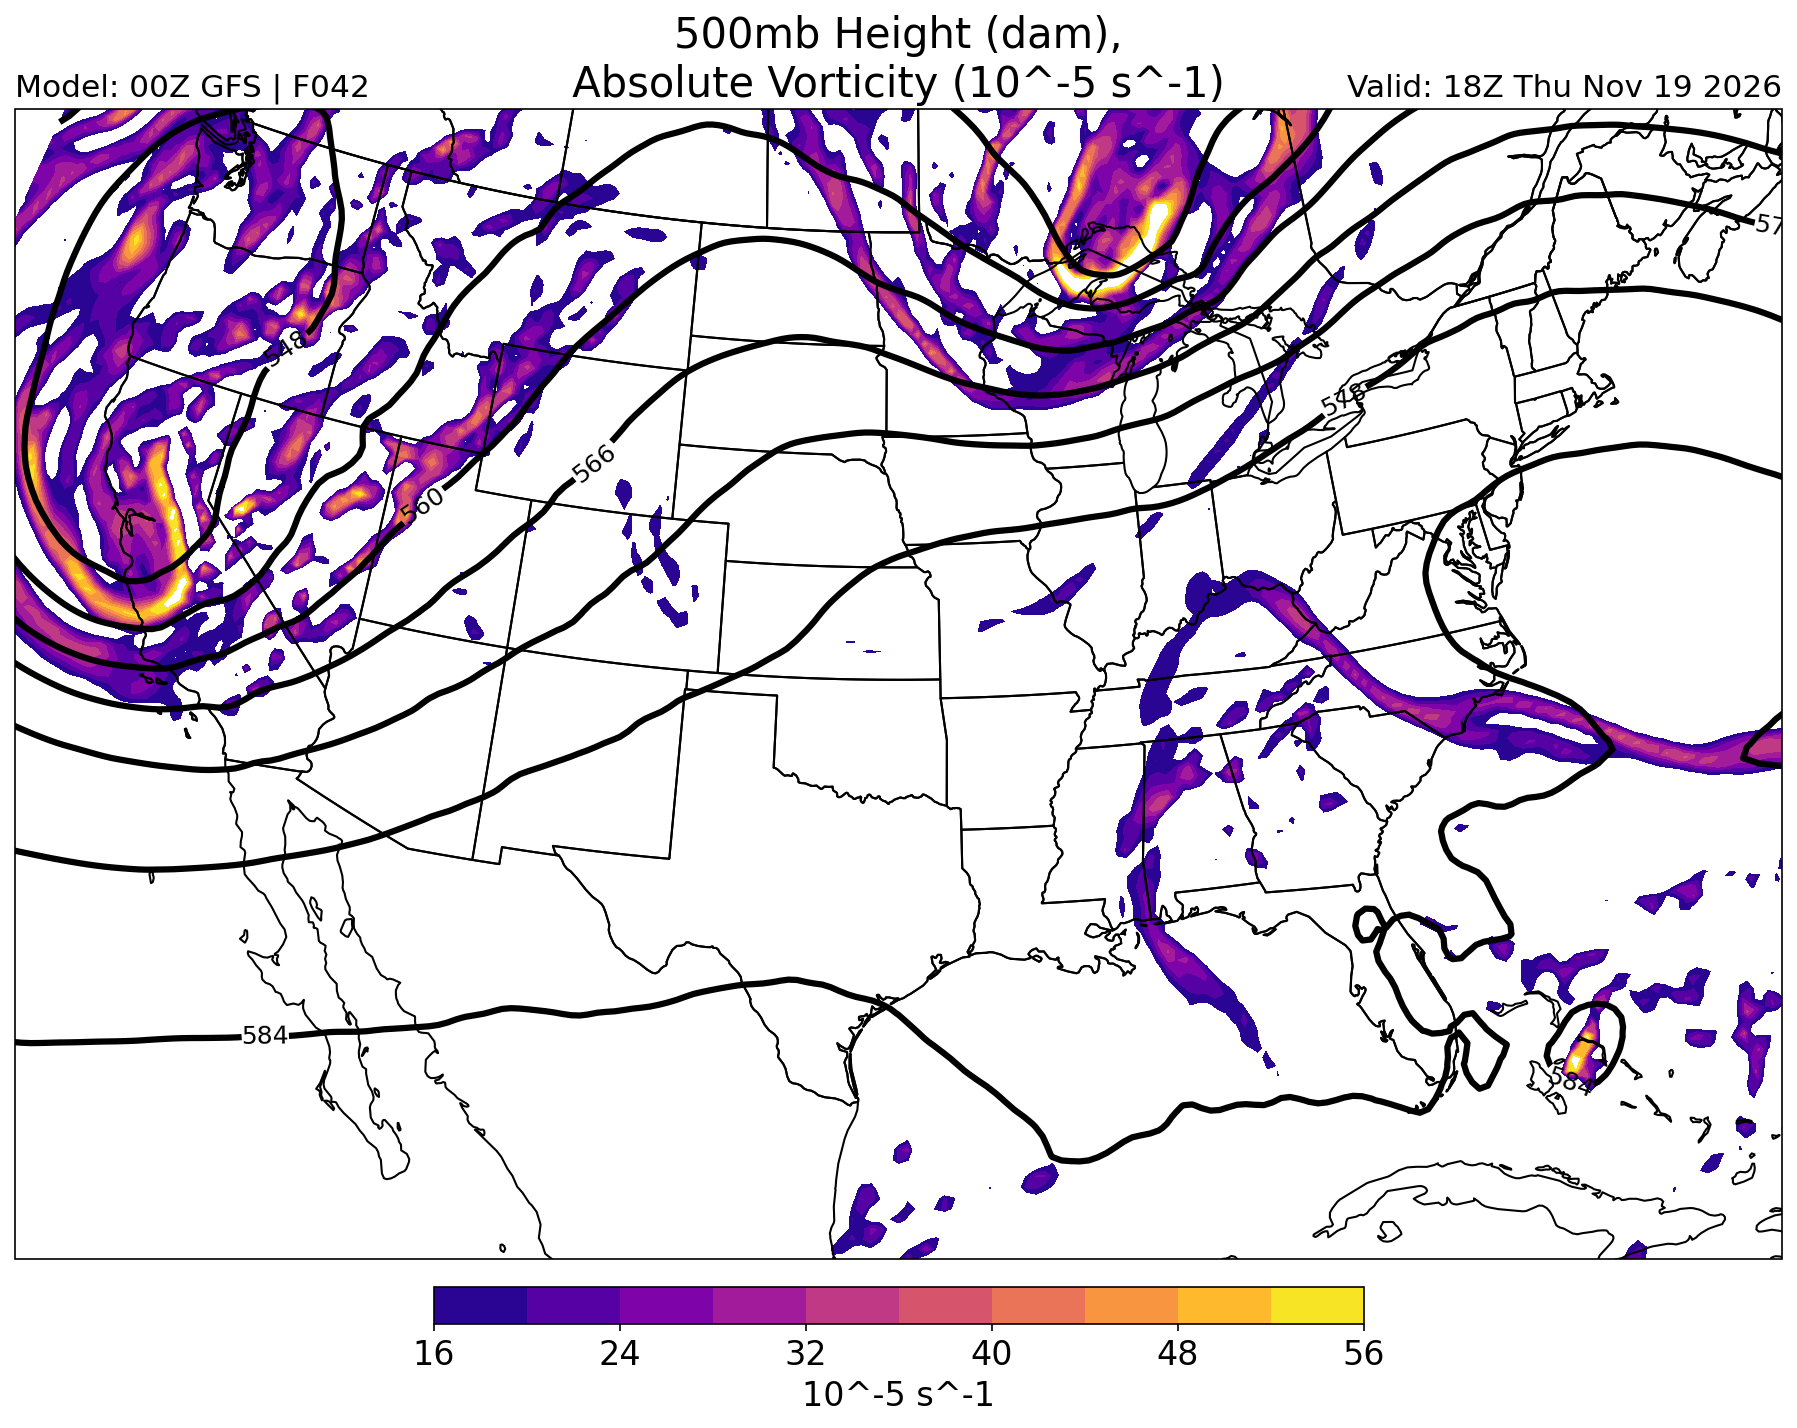 500mb Height (dam),
Model: 00Z GFS | F042
Absolute Vorticity (10^-5 s^-1)
Valid: 18Z Thu Nov 19 2026
57
548
578
566
560
584
584
16 24 32 40 48 56
10^-5 s^-1